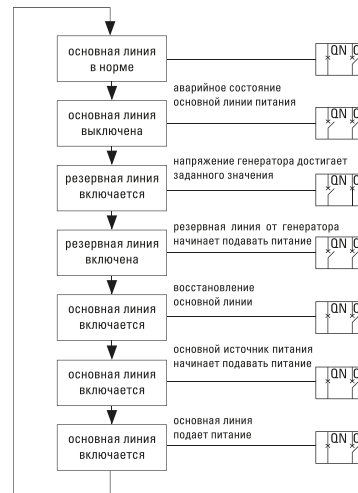 основная линия
в норме
QN
аварийное состояние
основной линии питания
основная линия
выключена
QN
напряжение генератора достигает
заданного значения
резервная линия
включается
QN
резервная линия от генератора
начинает подавать питание
резервная линия
включена
QN
восстановление
основной линии
основная линия
включается
QN
основной источник питания
начинает подавать питание
основная линия
включается
QN
основная линия
подает питание
основная линия
включается
QN